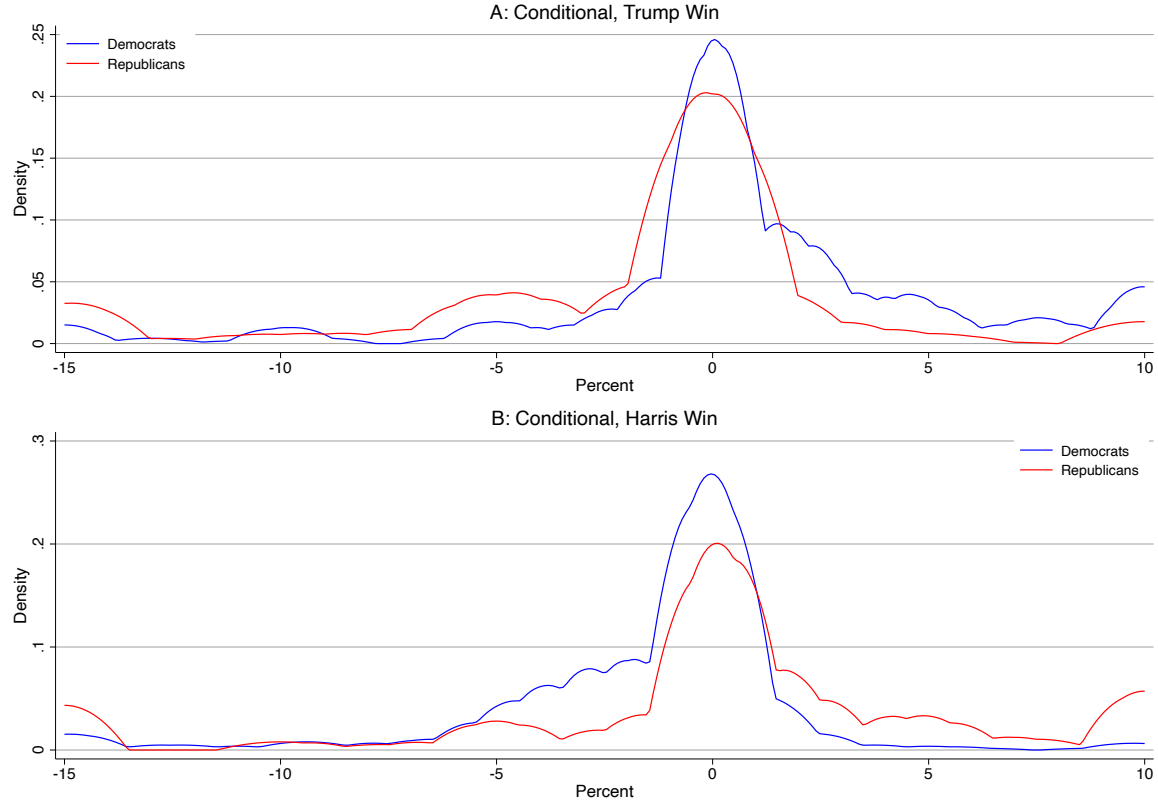 A: Conditional, Trump Win
Democrats
Republicans
Density
.25
.2
.15
.1
.05
0
-15 -10 -5 0 5 10
Percent
B: Conditional, Harris Win
Democrats
Republicans
Density
.3
.2
.1
0
-15 -10 -5 0 5 10
Percent